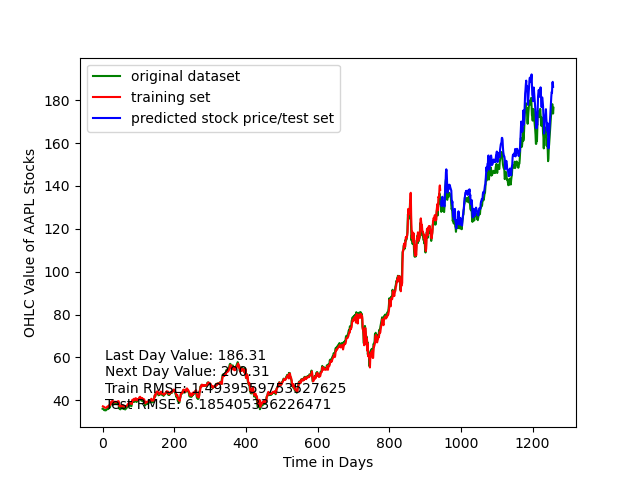 original dataset
training set
predicted stock price/test set
180
160
140
120
100
80
60
40
OHLC Value of AAPL Stocks
Last Day Value: 186.31
Next Day Value:
Train RMSE:
Test RMSE: 6.185405336226471
0
200
400
600
800
1000
1200
Time in Days